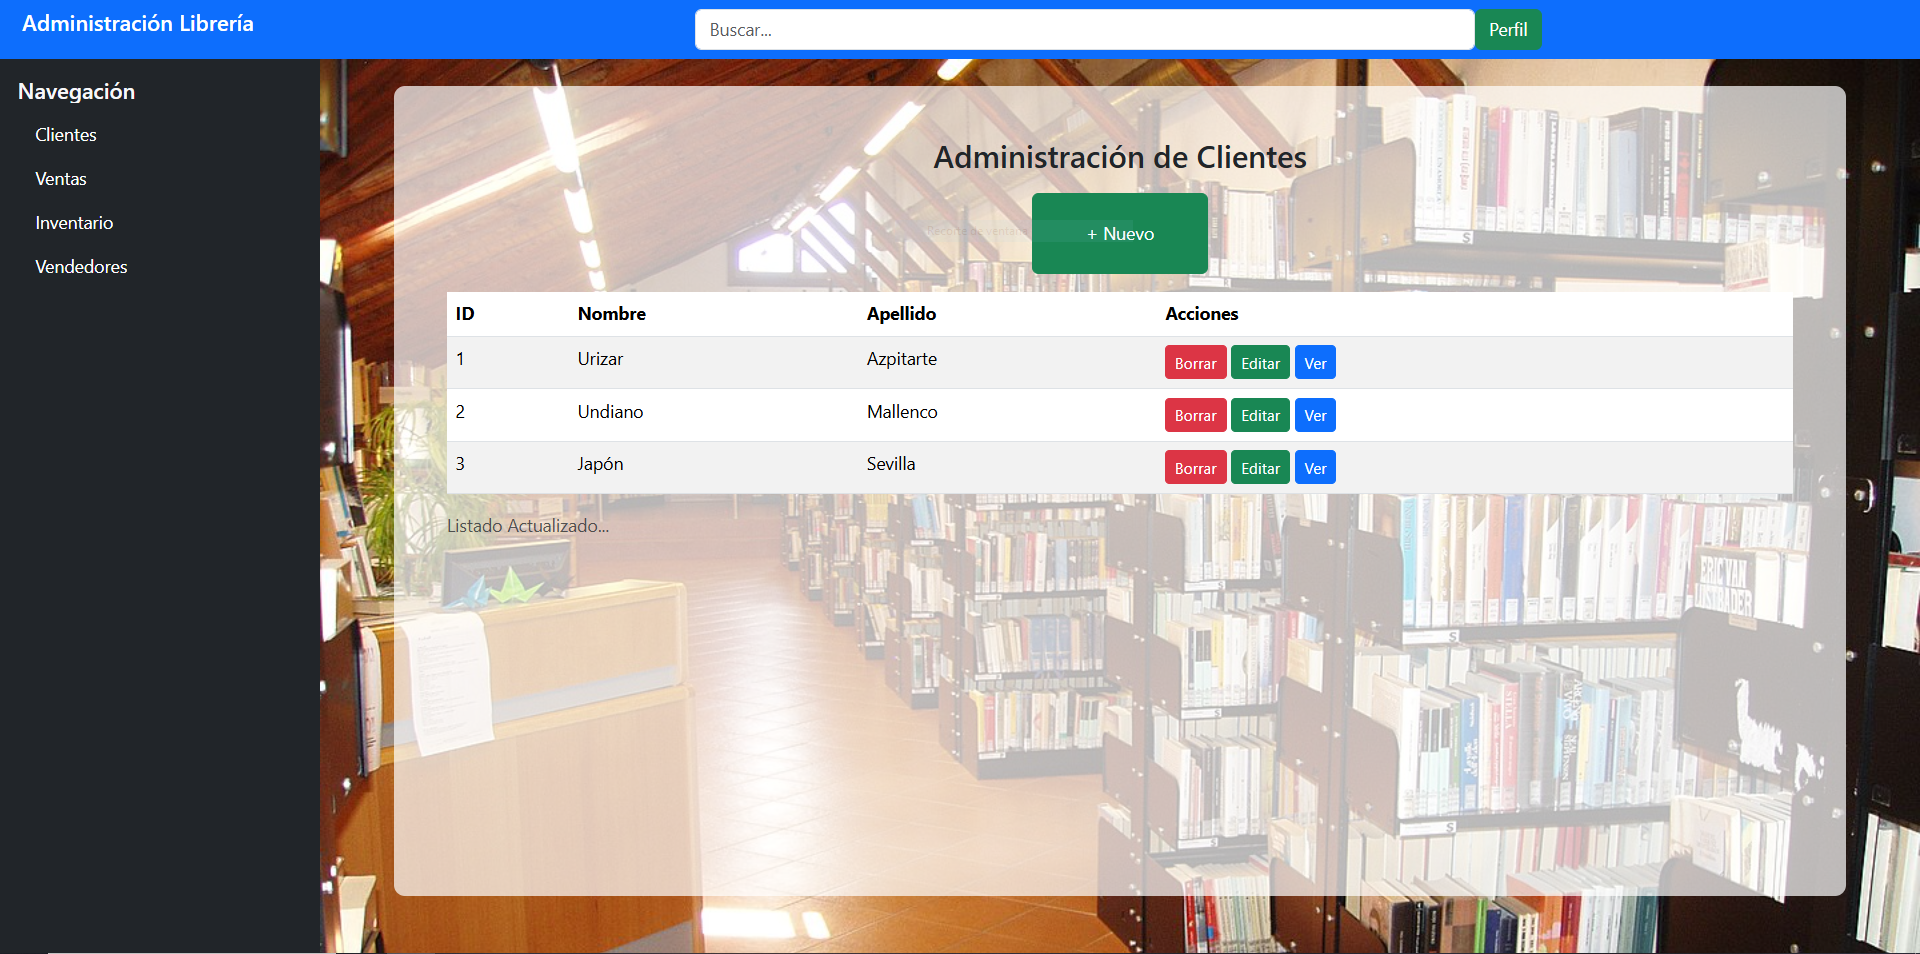 Administración Librería
Buscar...
Perfil
Navegación
Clientes
Ventas
Inventario
Vendedores
Administración de Clientes
+ Nuevo
ID Nombre Apellido Acciones
1 Urizar Azpitarte Borrar Editar Ver
2 Undiano Mallenco Borrar Editar Ver
3 Japón Sevilla Borrar Editar Ver
Listado Actualizado...